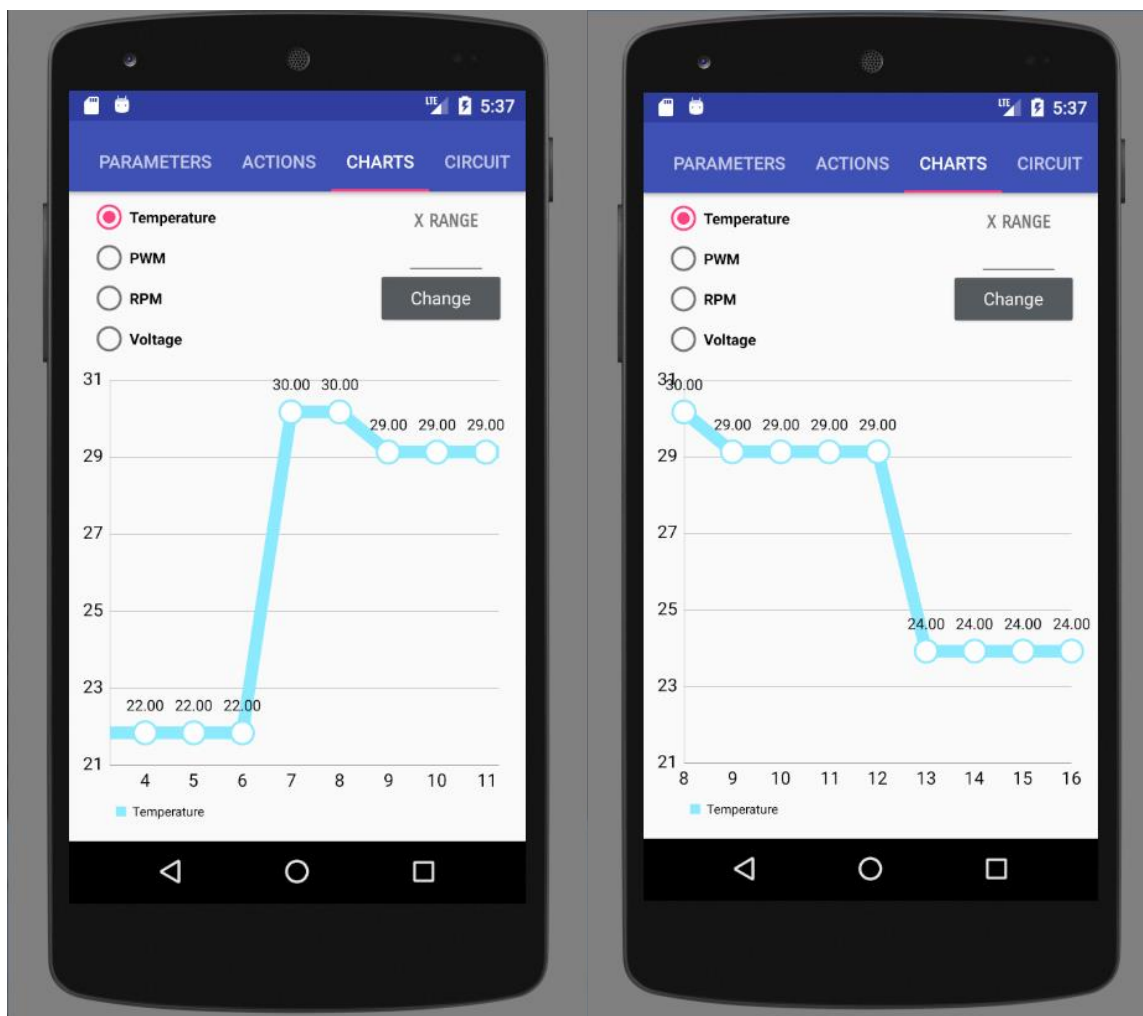 LTE 5:37
PARAMETERS ACTIONS CHARTS CIRCUIT
Temperature X RANGE
PWM
RPM Change
Voltage
31
30.00 30.00
29.00 29.00 29.00
29
27
25
23
22.00 22.00 22.00
21
4 5 6 7 8 9 10 11
Temperature
LTE 5:37
PARAMETERS ACTIONS CHARTS CIRCUIT
Temperature X RANGE
PWM
RPM Change
Voltage
31
30.00
29.00 29.00 29.00 29.00
29
27
25
24.00 24.00 24.00 24.00
23
21
8 9 10 11 12 13 14 15 16
Temperature